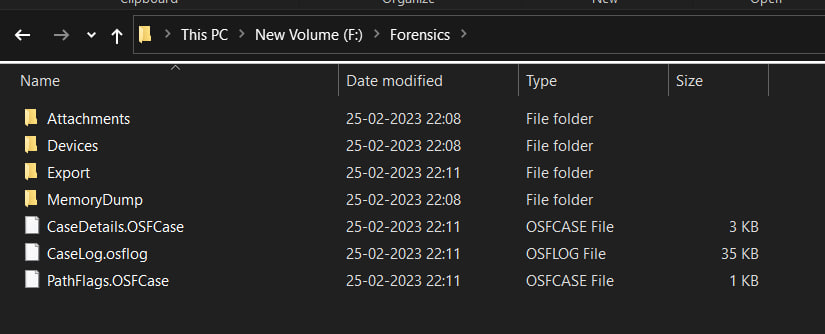 Clipboard Organize New Open
This PC > New Volume (F:) > Forensics >
Name Date modified Type Size
Attachments 25-02-2023 22:08 File folder
Devices 25-02-2023 22:08 File folder
Export 25-02-2023 22:11 File folder
MemoryDump 25-02-2023 22:08 File folder
CaseDetails.OSFCase 25-02-2023 22:11 OSFCASE File 3 KB
CaseLog.osflog 25-02-2023 22:11 OSFLOG File 35 KB
PathFlags.OSFCase 25-02-2023 22:11 OSFCASE File 1 KB